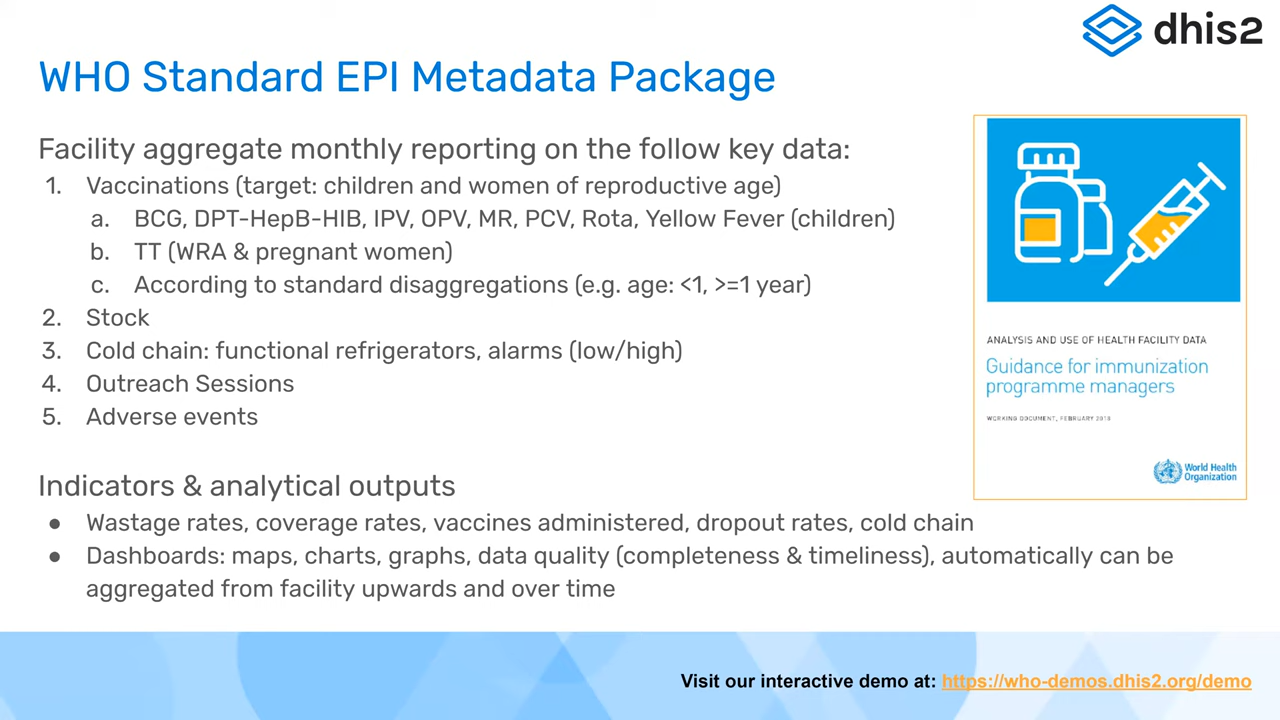 dhis2
WHO Standard EPI Metadata Package
Facility aggregate monthly reporting on the follow key data:
1. Vaccinations (target: children and women of reproductive age)
a. BCG, DPT-HepB-HIB, IPV, OPV, MR, PCV, Rota, Yellow Fever (children)
b. TT (WRA & pregnant women)
c. According to standard disaggregations (e.g. age: <1, >=1 year)
2. Stock
3. Cold chain: functional refrigerators, alarms (low/high)
4. Outreach Sessions
5. Adverse events
Indicators & analytical outputs
● Wastage rates, coverage rates, vaccines administered, dropout rates, cold chain
● Dashboards: maps, charts, graphs, data quality (completeness & timeliness), automatically can be
aggregated from facility upwards and over time
ANALYSIS AND USE OF HEALTH FACILITY DATA
Guidance for immunization
programme managers
WORKING DOCUMENT, FEBRUARY 2018
World Health
Organization
Visit our interactive demo at: https://who-demos.dhis2.org/demo